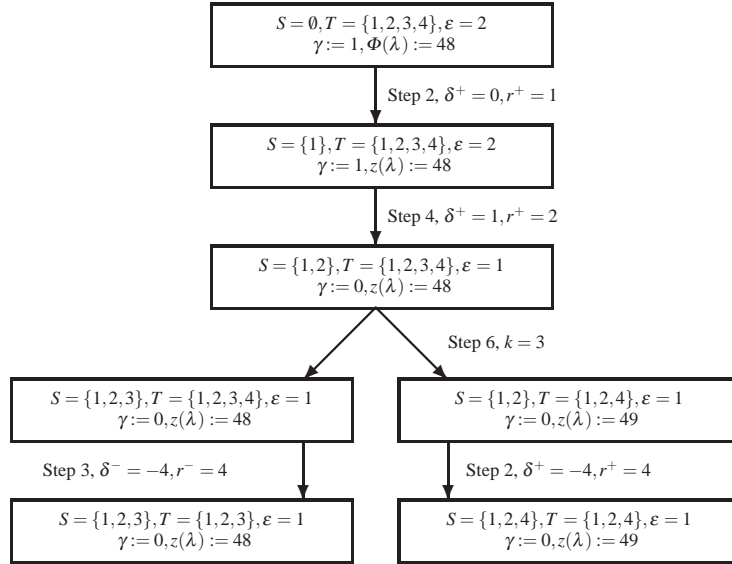 S = ∅, T = {1,2,3,4}, ε = 2
γ := 1, Φ(λ) := 48
Step 2, δ⁺ = 0, r⁺ = 1
S = {1}, T = {1,2,3,4}, ε = 2
γ := 1, z(λ) := 48
Step 4, δ⁺ = 1, r⁺ = 2
S = {1,2}, T = {1,2,3,4}, ε = 1
γ := 0, z(λ) := 48
Step 6, k = 3
S = {1,2,3}, T = {1,2,3,4}, ε = 1
γ := 0, z(λ) := 48
S = {1,2}, T = {1,2,4}, ε = 1
γ := 0, z(λ) := 49
Step 3, δ⁻ = −4, r⁻ = 4
Step 2, δ⁺ = −4, r⁺ = 4
S = {1,2,3}, T = {1,2,3}, ε = 1
γ := 0, z(λ) := 48
S = {1,2,4}, T = {1,2,4}, ε = 1
γ := 0, z(λ) := 49